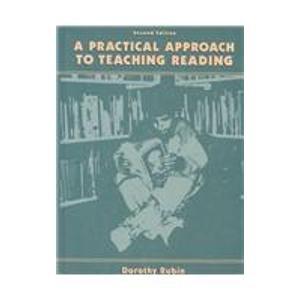 Second Edition
A PRACTICAL APPROACH
TO TEACHING READING
Dorothy Rubin